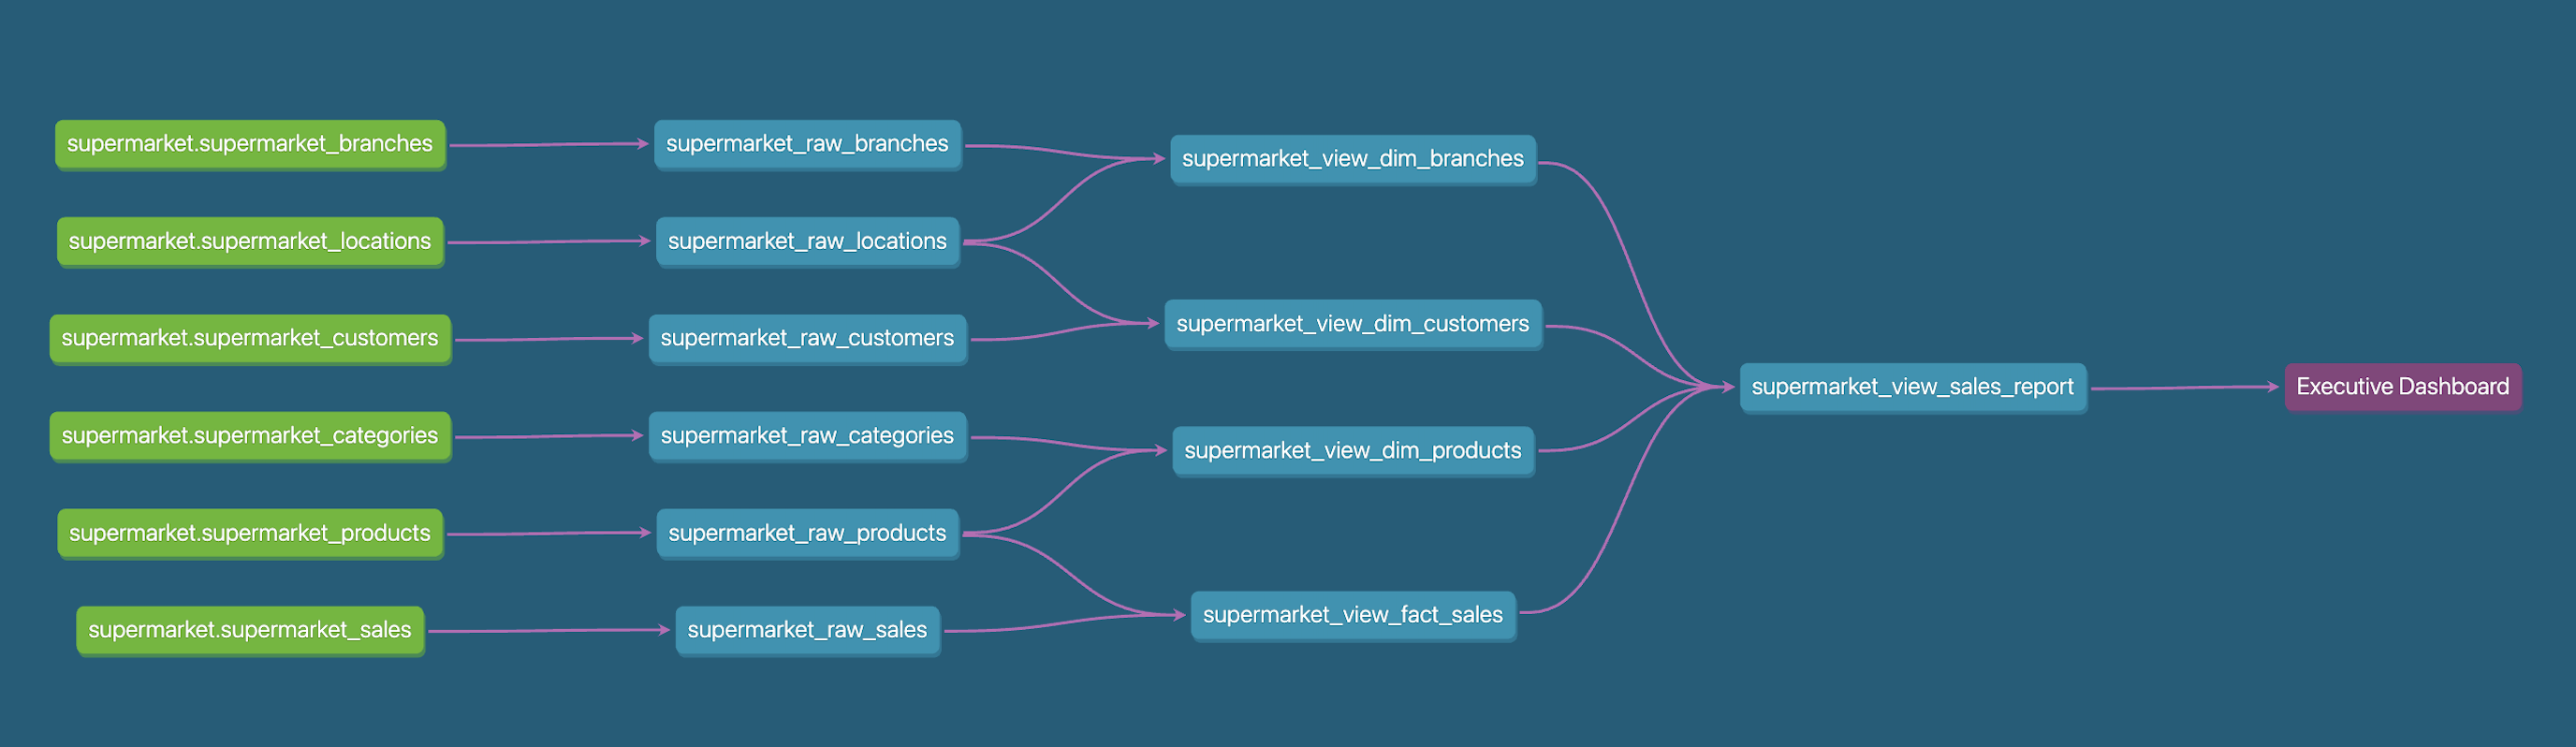 supermarket.supermarket_branches
supermarket.supermarket_locations
supermarket.supermarket_customers
supermarket.supermarket_categories
supermarket.supermarket_products
supermarket.supermarket_sales
supermarket_raw_branches
supermarket_raw_locations
supermarket_raw_customers
supermarket_raw_categories
supermarket_raw_products
supermarket_raw_sales
supermarket_view_dim_branches
supermarket_view_dim_customers
supermarket_view_dim_products
supermarket_view_fact_sales
supermarket_view_sales_report
Executive Dashboard